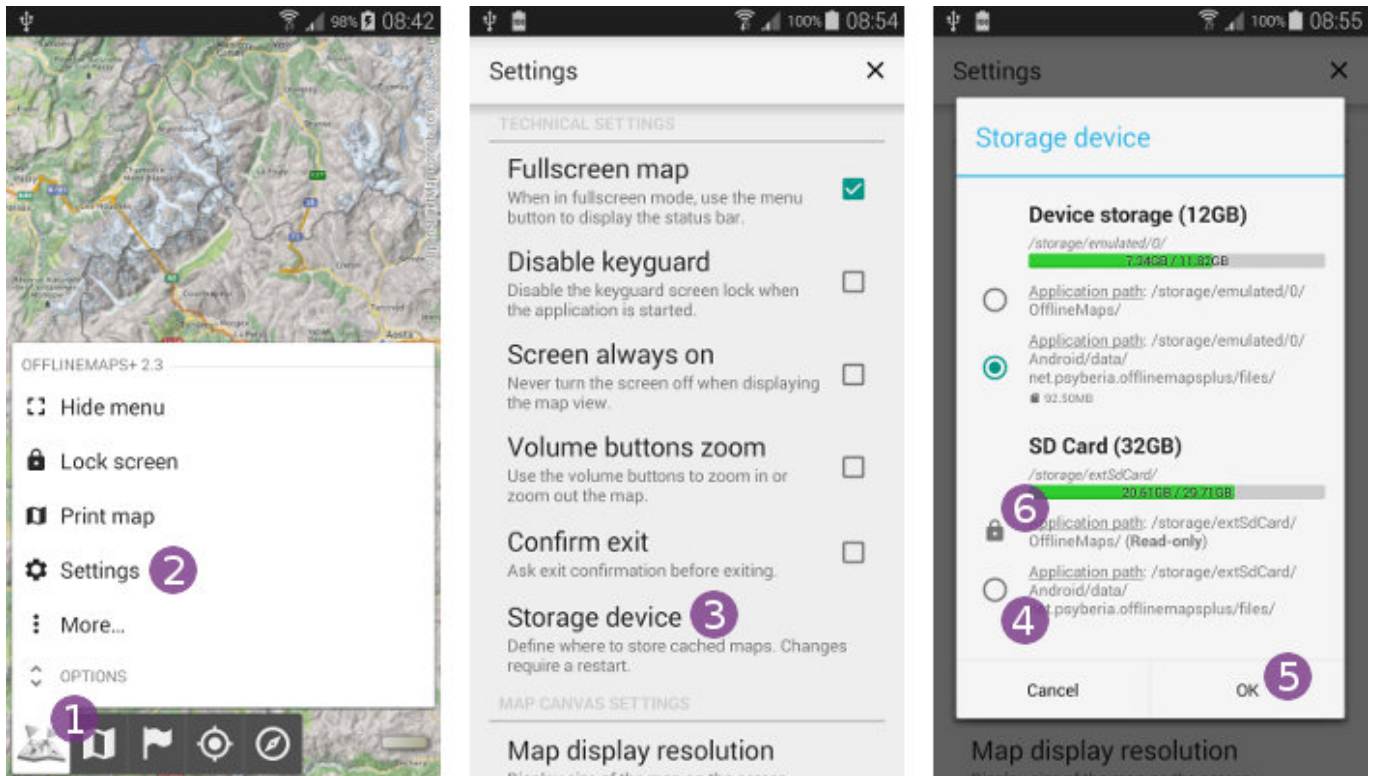 98% 08:42
OFFLINEMAPS+ 2.3
Hide menu
Lock screen
Print map
Settings 2
More...
OPTIONS
1
100% 08:54
Settings
TECHNICAL SETTINGS
Fullscreen map
When in fullscreen mode, use the menu
button to display the status bar.
Disable keyguard
Disable the keyguard screen lock when
the application is started.
Screen always on
Never turn the screen off when displaying
the map view.
Volume buttons zoom
Use the volume buttons to zoom in or
zoom out the map.
Confirm exit
Ask exit confirmation before exiting.
Storage device 3
Define where to store cached maps. Changes
require a restart.
MAP CANVAS SETTINGS
Map display resolution
100% 08:55
Settings
Storage device
Device storage (12GB)
/storage/emulated/0/
7.34GB / 11.82GB
Application path: /storage/emulated/0/
OfflineMaps/
Application path: /storage/emulated/0/
Android/data/
net.psyberia.offlinemapsplus/files/
92.50MB
SD Card (32GB)
/storage/extSdCard/
20.61GB / 29.71GB
6
Application path: /storage/extSdCard/
OfflineMaps/ (Read-only)
Application path: /storage/extSdCard/
Android/data/
4 net.psyberia.offlinemapsplus/files/
Cancel OK 5
Map display resolution